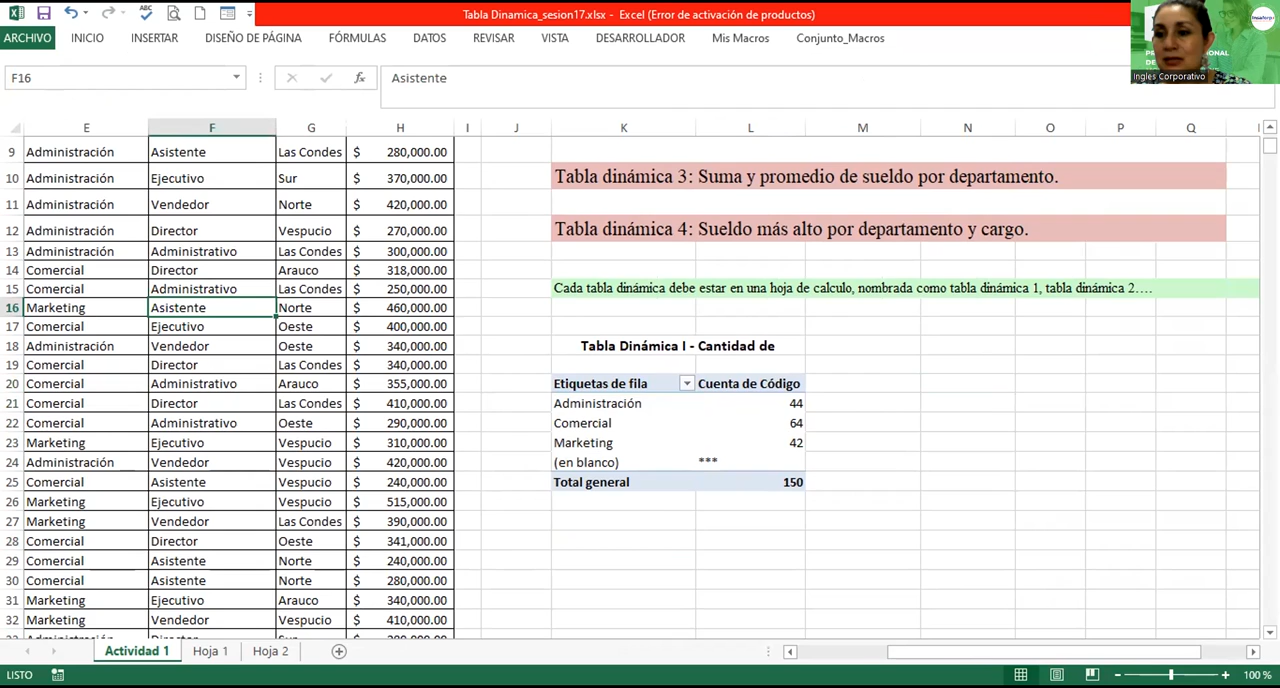 Tabla Dinamica_sesion17.xlsx - Excel (Error de activación de productos)
ARCHIVO INICIO INSERTAR DISEÑO DE PÁGINA FÓRMULAS DATOS REVISAR VISTA DESARROLLADOR Mis Macros Conjunto_Macros
Ingles Corporativo
F16 fx Asistente
E F G H I J K L M N O P Q
9 Administración Asistente Las Condes $ 280,000.00
10 Administración Ejecutivo Sur $ 370,000.00 Tabla dinámica 3: Suma y promedio de sueldo por departamento.
11 Administración Vendedor Norte $ 420,000.00
12 Administración Director Vespucio $ 270,000.00 Tabla dinámica 4: Sueldo más alto por departamento y cargo.
13 Administración Administrativo Las Condes $ 300,000.00
14 Comercial Director Arauco $ 318,000.00
15 Comercial Administrativo Las Condes $ 250,000.00 Cada tabla dinámica debe estar en una hoja de calculo, nombrada como tabla dinámica 1, tabla dinámica 2….
16 Marketing Asistente Norte $ 460,000.00
17 Comercial Ejecutivo Oeste $ 400,000.00
18 Administración Vendedor Oeste $ 340,000.00 Tabla Dinámica I - Cantidad de
19 Comercial Director Las Condes $ 340,000.00
20 Comercial Administrativo Arauco $ 355,000.00 Etiquetas de fila Cuenta de Código
21 Comercial Director Las Condes $ 410,000.00 Administración 44
22 Comercial Administrativo Oeste $ 290,000.00 Comercial 64
23 Marketing Ejecutivo Vespucio $ 310,000.00 Marketing 42
24 Administración Vendedor Vespucio $ 420,000.00 (en blanco) ***
25 Comercial Asistente Vespucio $ 240,000.00 Total general 150
26 Marketing Ejecutivo Vespucio $ 515,000.00
27 Marketing Vendedor Las Condes $ 390,000.00
28 Comercial Director Oeste $ 341,000.00
29 Comercial Asistente Norte $ 240,000.00
30 Comercial Asistente Norte $ 280,000.00
31 Marketing Ejecutivo Arauco $ 340,000.00
32 Marketing Vendedor Vespucio $ 410,000.00
Actividad 1 Hoja 1 Hoja 2
LISTO 100 %